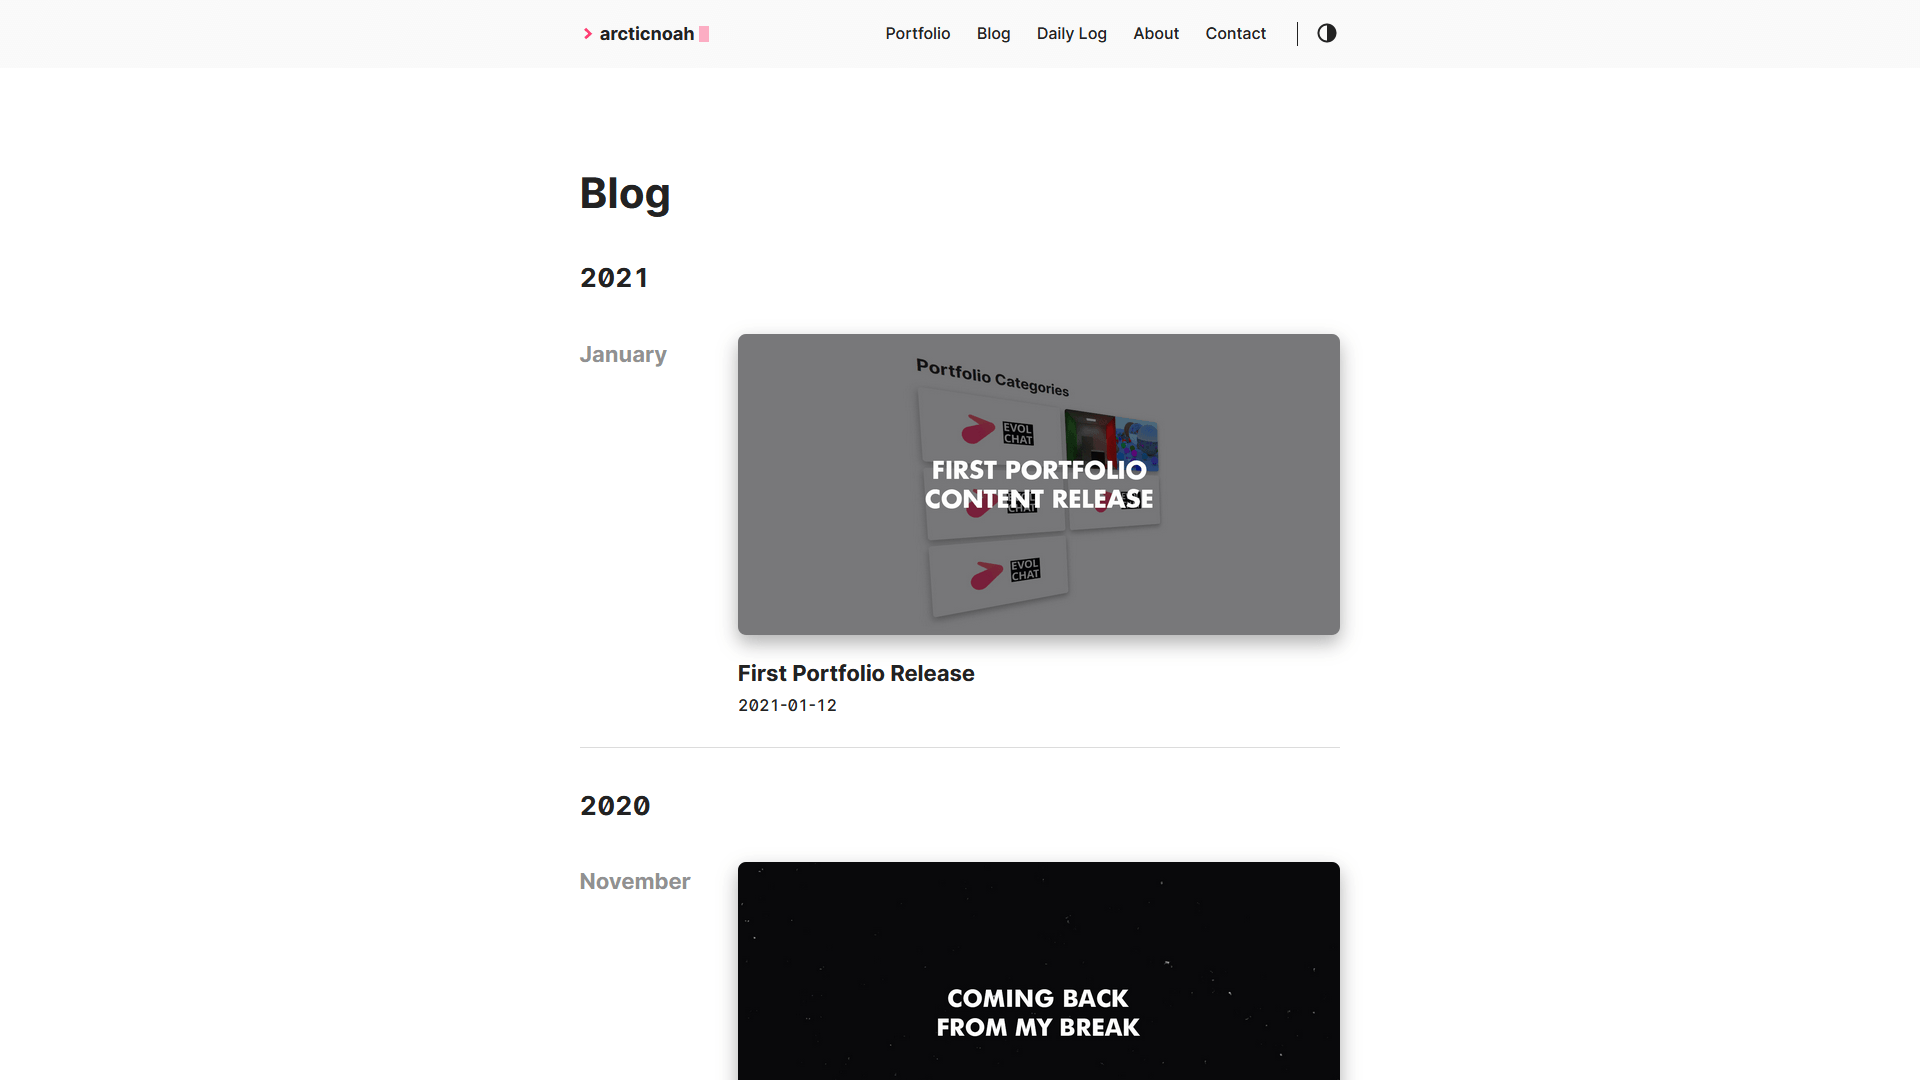 arcticnoah
Portfolio
Blog
Daily Log
About
Contact
Blog
2021
January
Portfolio Categories
EVOL
CHAT
FIRST PORTFOLIO
CONTENT RELEASE
EVOL
CHAT
First Portfolio Release
2021-01-12
2020
November
COMING BACK
FROM MY BREAK